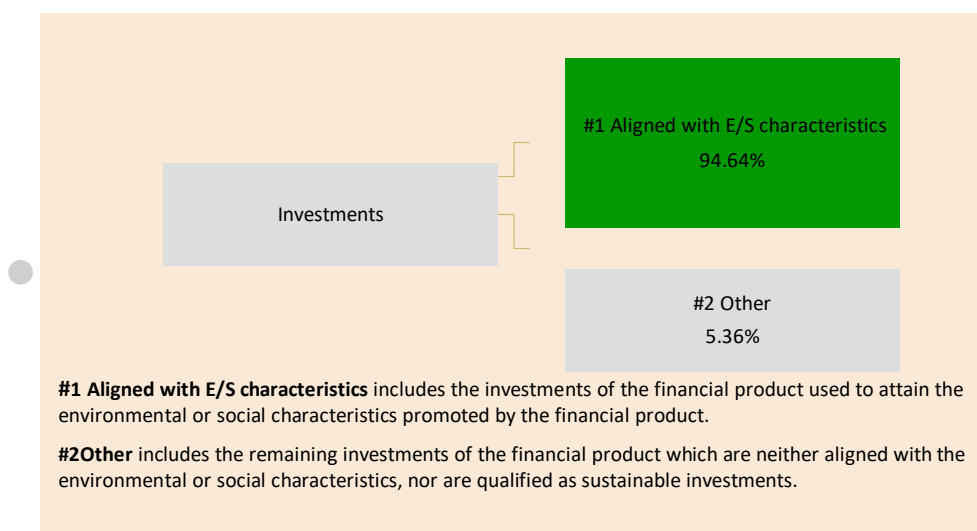 #1 Aligned with E/S characteristics
94.64%
Investments
#2 Other
5.36%
#1 Aligned with E/S characteristics includes the investments of the financial product used to attain the
environmental or social characteristics promoted by the financial product.
#2Other includes the remaining investments of the financial product which are neither aligned with the
environmental or social characteristics, nor are qualified as sustainable investments.